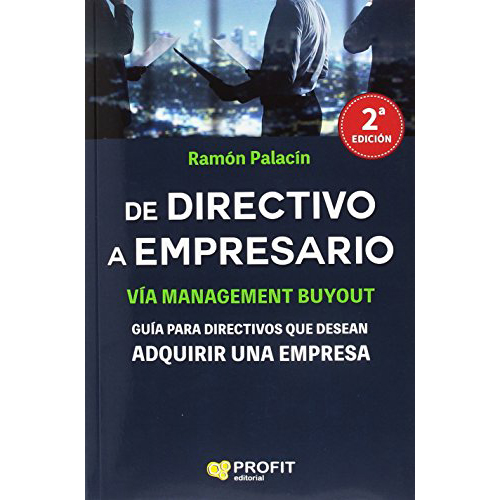 2ª
EDICIÓN
Ramón Palacín
DE DIRECTIVO
A EMPRESARIO
VÍA MANAGEMENT BUYOUT
GUÍA PARA DIRECTIVOS QUE DESEAN
ADQUIRIR UNA EMPRESA
PROFIT
editorial